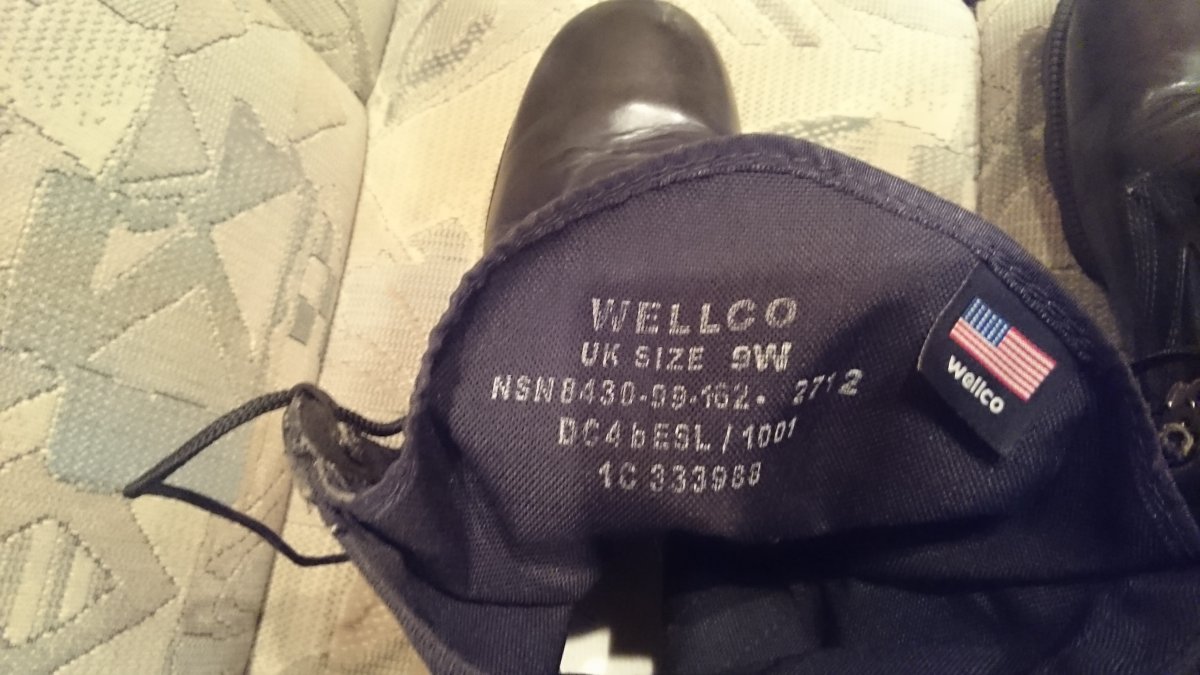 WELLCO
UK SIZE 9W
NSN8430-99-162. 2712
DC4bESL/1001
1C 333988
Wellco